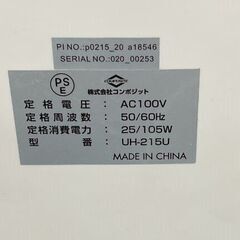 PI NO.:p0215_20 a18546
SERIAL NO.:020_00253
PS
E
株式会社コンポジット
定格電圧：AC100V
定格周波数：50/60Hz
定格消費電力：25/105W
型番：UH-215U
MADE IN CHINA